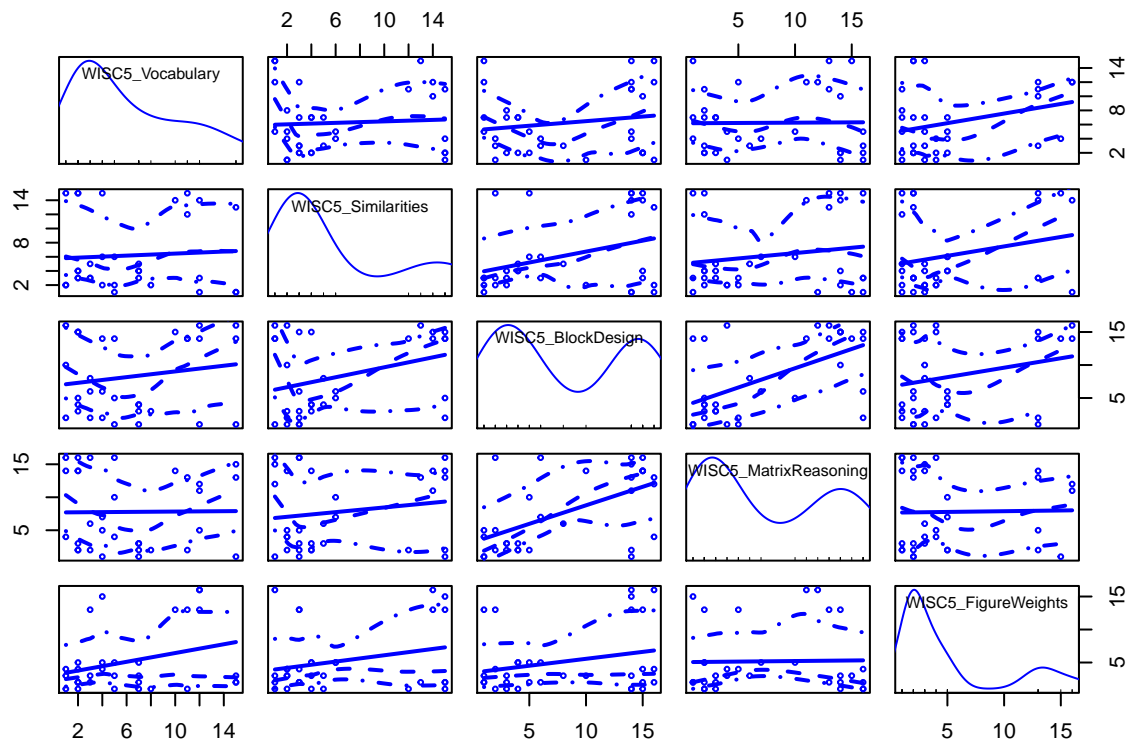 2 6 10 14
5 10 15
WISC5_Vocabulary
2 8 14
2 8 14
WISC5_Similarities
WISC5_BlockDesign
5 15
5 15
WISC5_MatrixReasoning
WISC5_FigureWeights
5 15
2 6 10 14
5 10 15
5 10 15